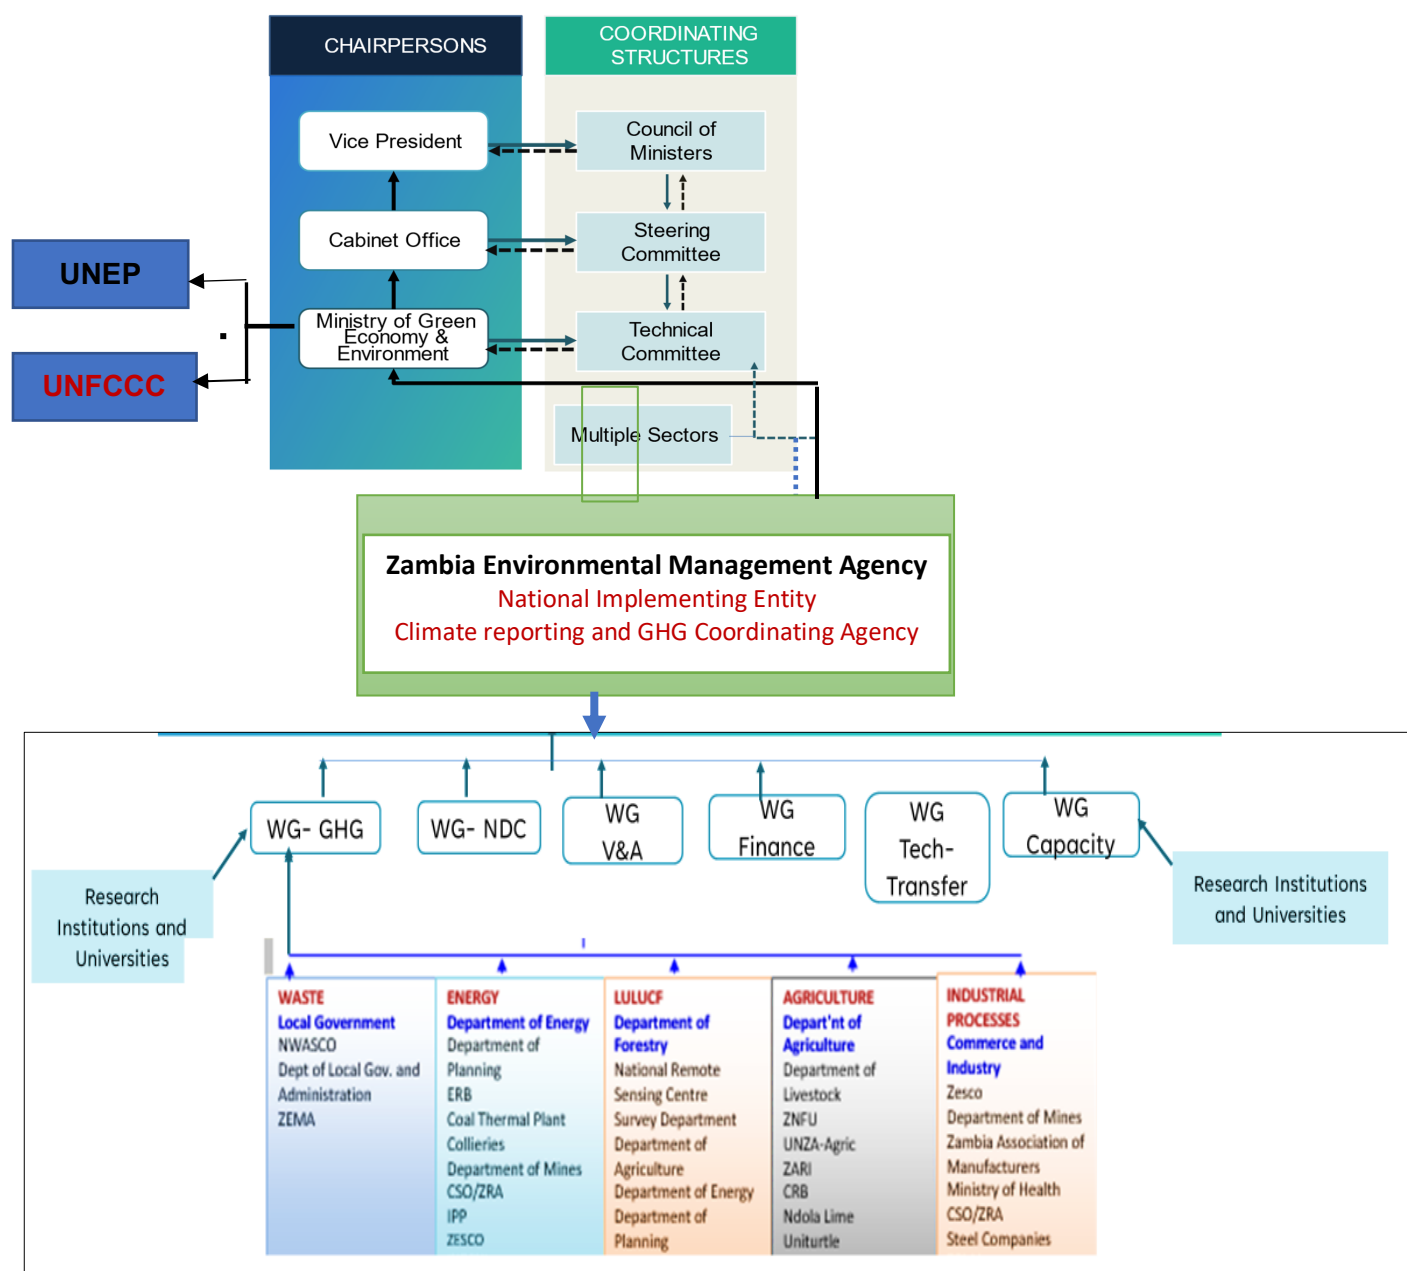 CHAIRPERSONS
COORDINATING
STRUCTURES
Vice President
Council of
Ministers
Cabinet Office
Steering
Committee
Ministry of Green
Economy &
Environment
Technical
Committee
UNEP
.
UNFCCC
Multiple Sectors
Zambia Environmental Management Agency
National Implementing Entity
Climate reporting and GHG Coordinating Agency
WG- GHG
WG- NDC
WG
V&A
WG
Finance
WG
Tech-
Transfer
WG
Capacity
Research
Institutions and
Universities
Research Institutions
and Universities
WASTE
Local Government
NWASCO
Dept of Local Gov. and
Administration
ZEMA
ENERGY
Department of Energy
Department of
Planning
ERB
Coal Thermal Plant
Collieries
Department of Mines
CSO/ZRA
IPP
ZESCO
LULUCF
Department of
Forestry
National Remote
Sensing Centre
Survey Department
Department of
Agriculture
Department of Energy
Department of
Planning
AGRICULTURE
Depart'nt of
Agriculture
Department of
Livestock
ZNFU
UNZA-Agric
ZARI
CRB
Ndola Lime
Uniturtle
INDUSTRIAL
PROCESSES
Commerce and
Industry
Zesco
Department of Mines
Zambia Association of
Manufacturers
Ministry of Health
CSO/ZRA
Steel Companies